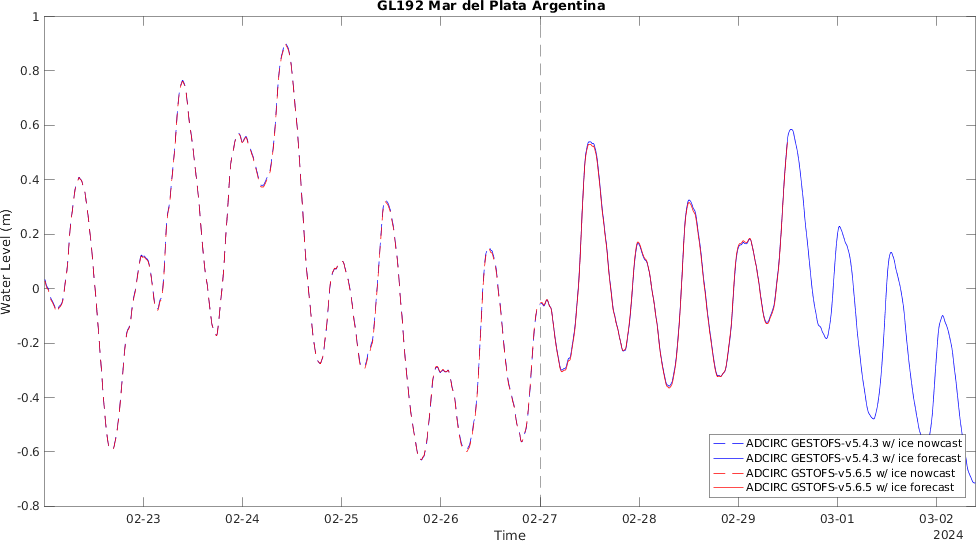 GL192 Mar del Plata Argentina
1
0.8
0.6
0.4
0.2
0
-0.2
-0.4
-0.6
-0.8
Water Level (m)
ADCIRC GESTOFS-v5.4.3 w/ ice nowcast
ADCIRC GESTOFS-v5.4.3 w/ ice forecast
ADCIRC GSTOFS-v5.6.5 w/ ice nowcast
ADCIRC GSTOFS-v5.6.5 w/ ice forecast
02-23 02-24 02-25 02-26 02-27 02-28 02-29 03-01 03-02
Time 2024